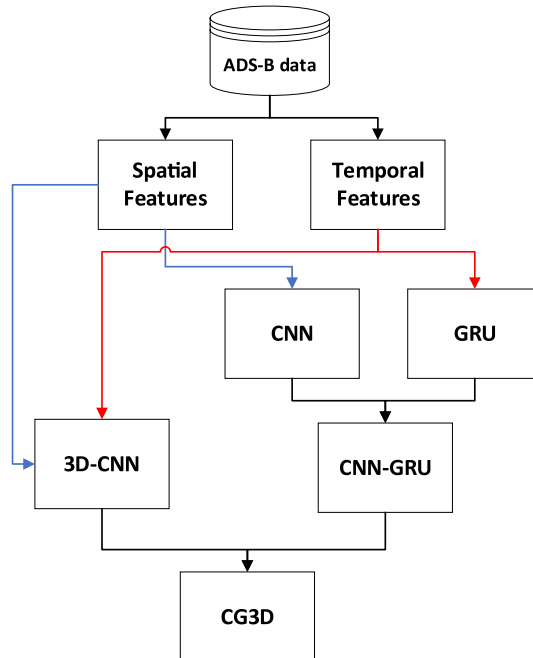 ADS-B data
Spatial
Features
Temporal
Features
CNN
GRU
3D-CNN
CNN-GRU
CG3D